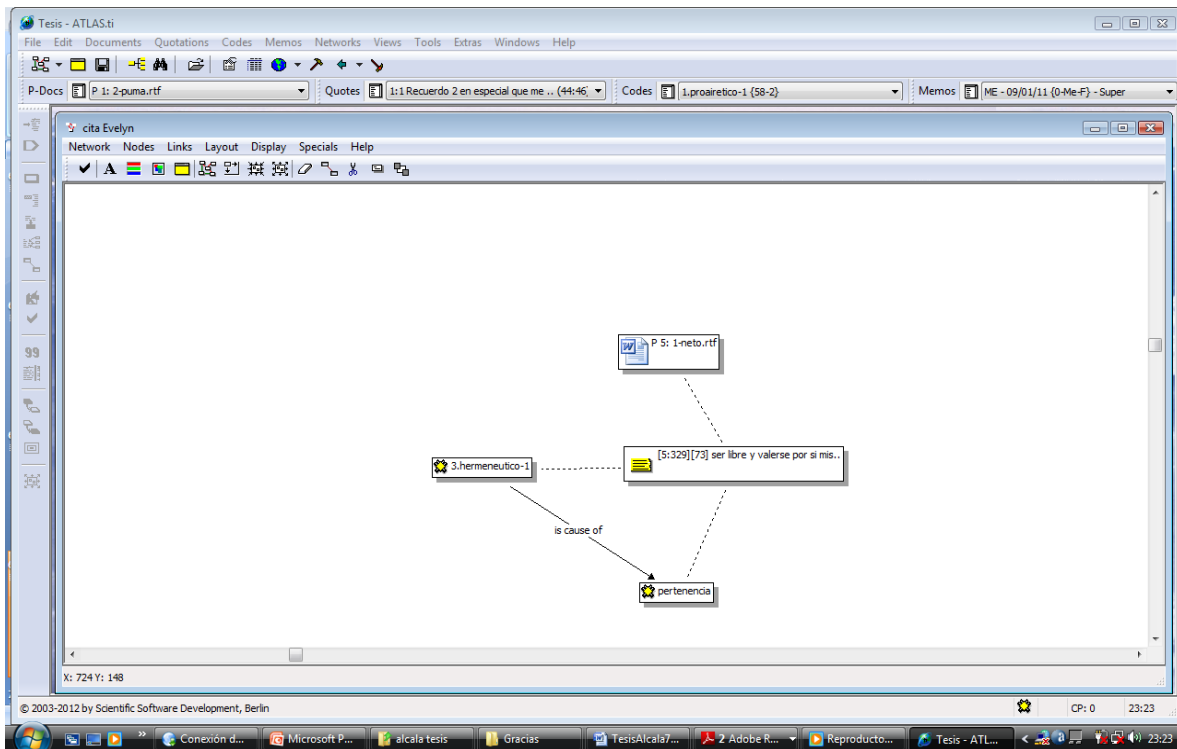 Tesis - ATLAS.ti
File Edit Documents Quotations Codes Memos Networks Views Tools Extras Windows Help
P-Docs P 1: 2-puma.rtf Quotes 1:1 Recuerdo 2 en especial que me .. (44:46) Codes 1.proairetico-1 {58-2} Memos ME - 09/01/11 {0-Me-F} - Super
cita Evelyn
Network Nodes Links Layout Display Specials Help
A
P 5: 1-neto.rtf
[5:329][73] ser libre y valerse por si mis..
3.hermeneutico-1
is cause of
pertenencia
X: 724 Y: 148
© 2003-2012 by Scientific Software Development, Berlin CP: 0 23:23
Conexión d... Microsoft P... alcala tesis Gracias TesisAlcala7... 2 Adobe R... Reproducto... Tesis - ATL... 23:23